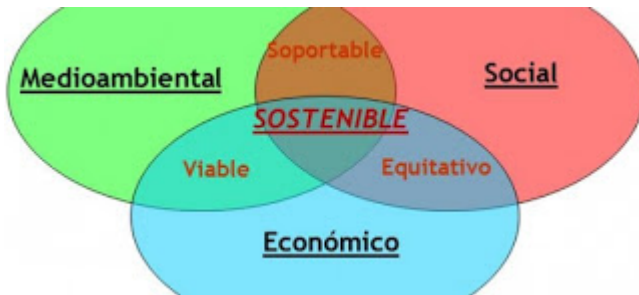 Soportable
Medioambiental
Social
SOSTENIBLE
Viable
Equitativo
Económico